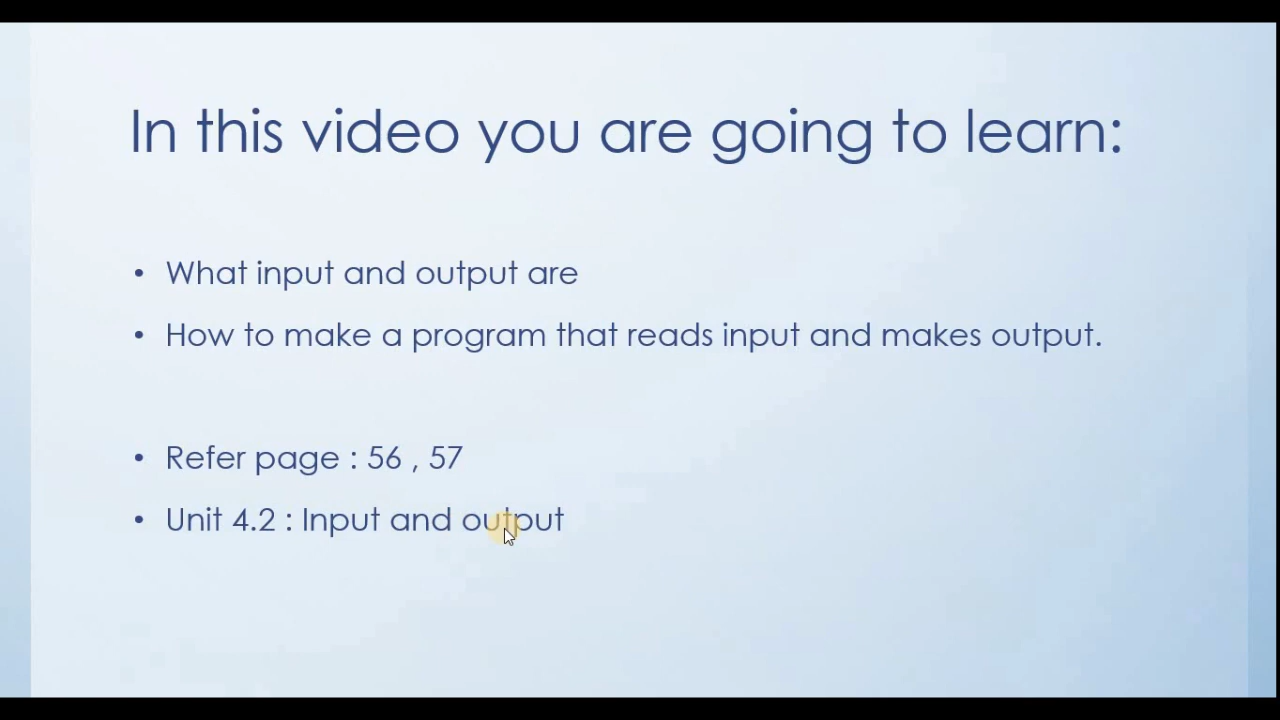 In this video you are going to learn:
• What input and output are
• How to make a program that reads input and makes output.
• Refer page : 56 , 57
• Unit 4.2 : Input and output